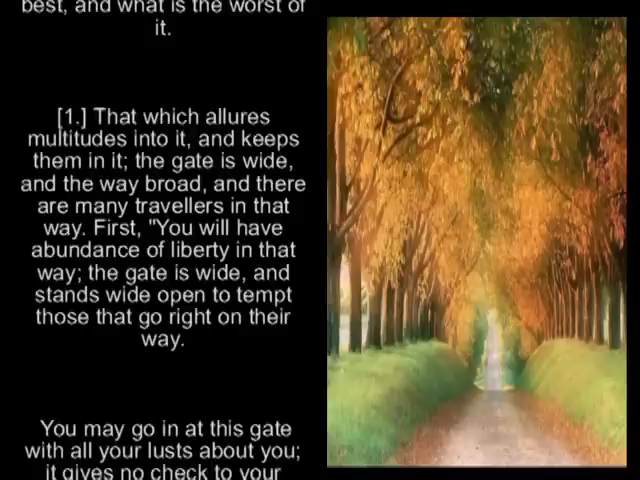 best, and what is the worst of
it.
[1.] That which allures
multitudes into it, and keeps
them in it; the gate is wide,
and the way broad, and there
are many travellers in that
way. First, "You will have
abundance of liberty in that
way; the gate is wide, and
stands wide open to tempt
those that go right on their
way.
You may go in at this gate
with all your lusts about you;
it gives no check to your